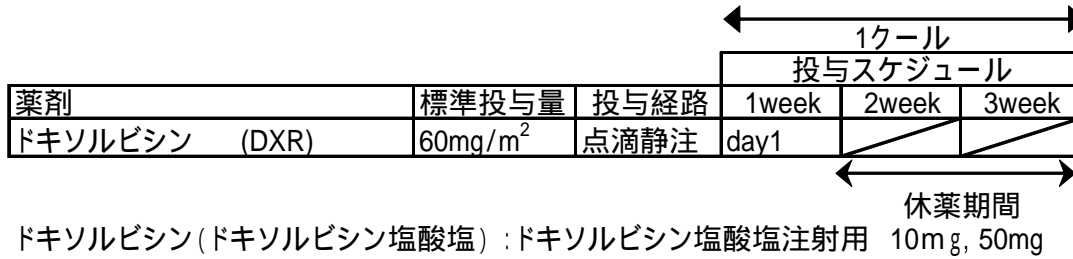 1クール
投与スケジュール
薬剤 標準投与量 投与経路 1week 2week 3week
ドキソルビシン (DXR) 60mg/m² 点滴静注 day1
休薬期間
ドキソルビシン(ドキソルビシン塩酸塩):ドキソルビシン塩酸塩注射用 10mg, 50mg